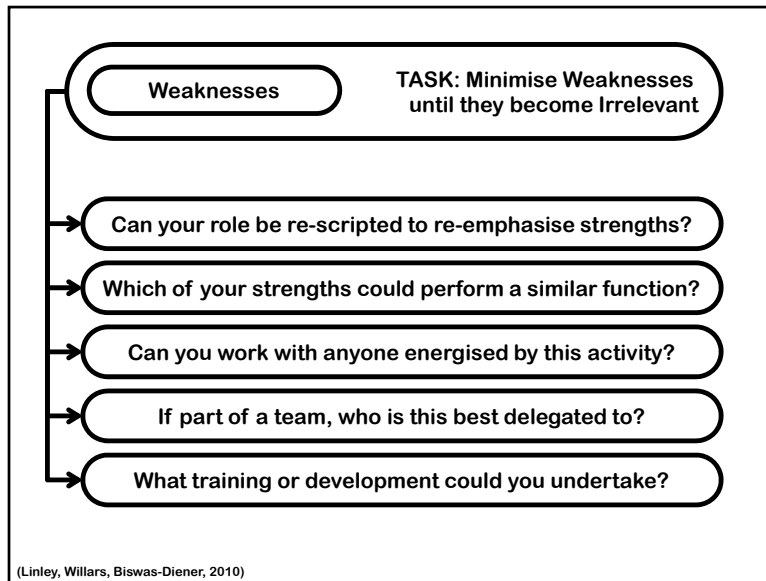 Weaknesses
TASK: Minimise Weaknesses
until they become Irrelevant
Can your role be re-scripted to re-emphasise strengths?
Which of your strengths could perform a similar function?
Can you work with anyone energised by this activity?
If part of a team, who is this best delegated to?
What training or development could you undertake?
(Linley, Willars, Biswas-Diener, 2010)